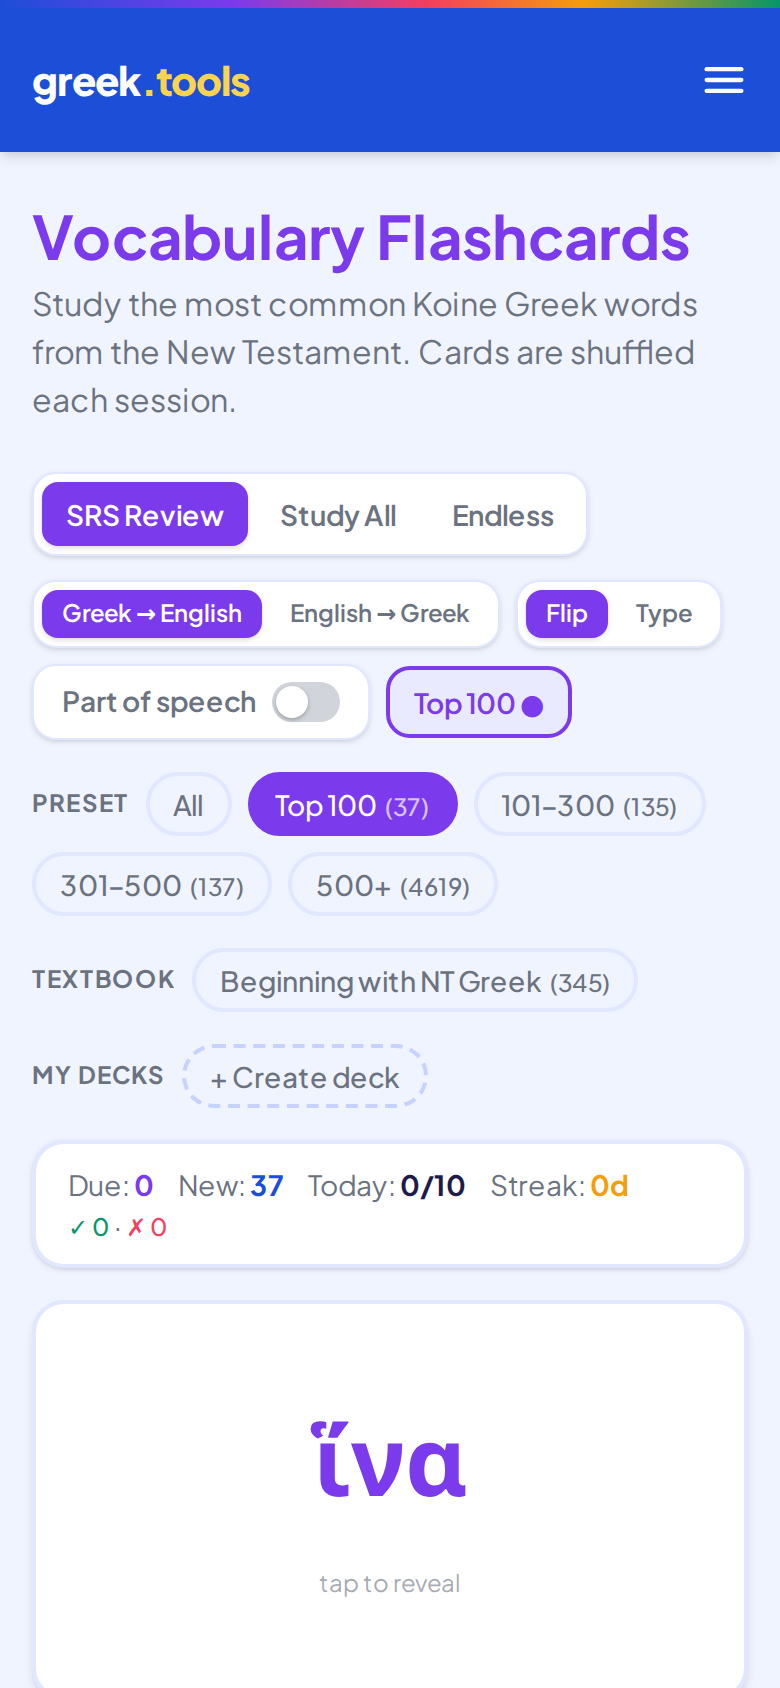 greek.tools
Vocabulary Flashcards
Study the most common Koine Greek words
from the New Testament. Cards are shuffled
each session.
SRS Review Study All Endless
Greek → English English → Greek Flip Type
Part of speech Top 100 ●
PRESET All Top 100 (37) 101–300 (135)
301–500 (137) 500+ (4619)
TEXTBOOK Beginning with NT Greek (345)
MY DECKS + Create deck
Due: 0 New: 37 Today: 0/10 Streak: 0d
✓ 0 · ✗ 0
ἵνα
tap to reveal